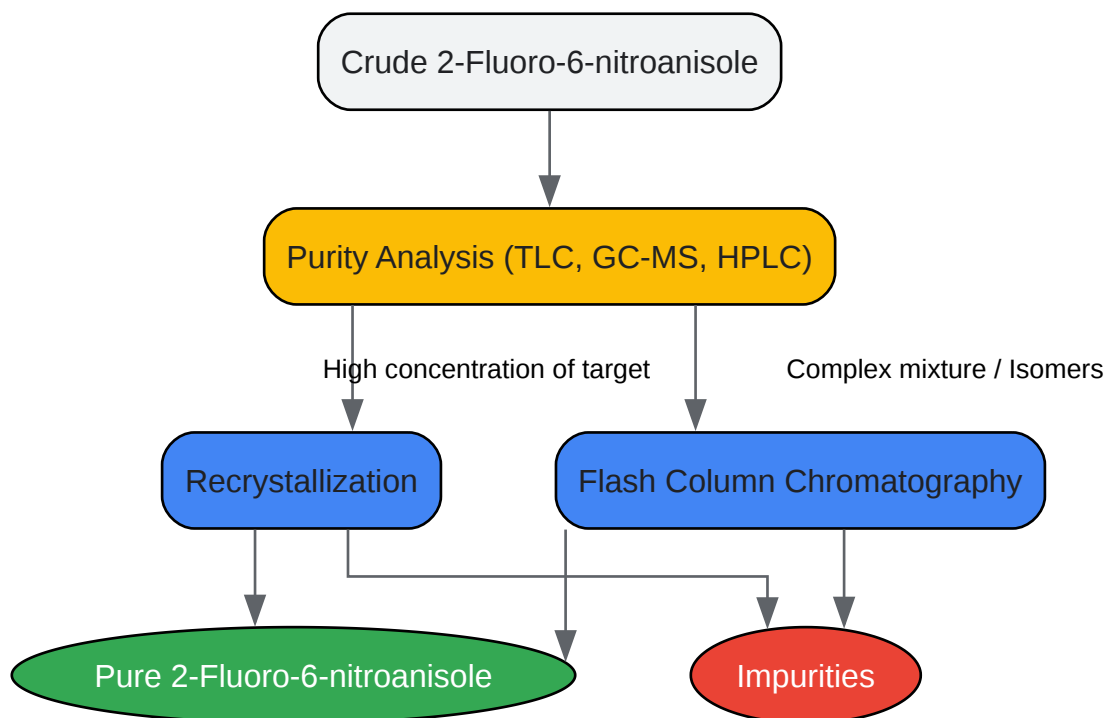 Crude 2-Fluoro-6-nitroanisole
Purity Analysis (TLC, GC-MS, HPLC)
High concentration of target
Complex mixture / Isomers
Recrystallization
Flash Column Chromatography
Pure 2-Fluoro-6-nitroanisole
Impurities